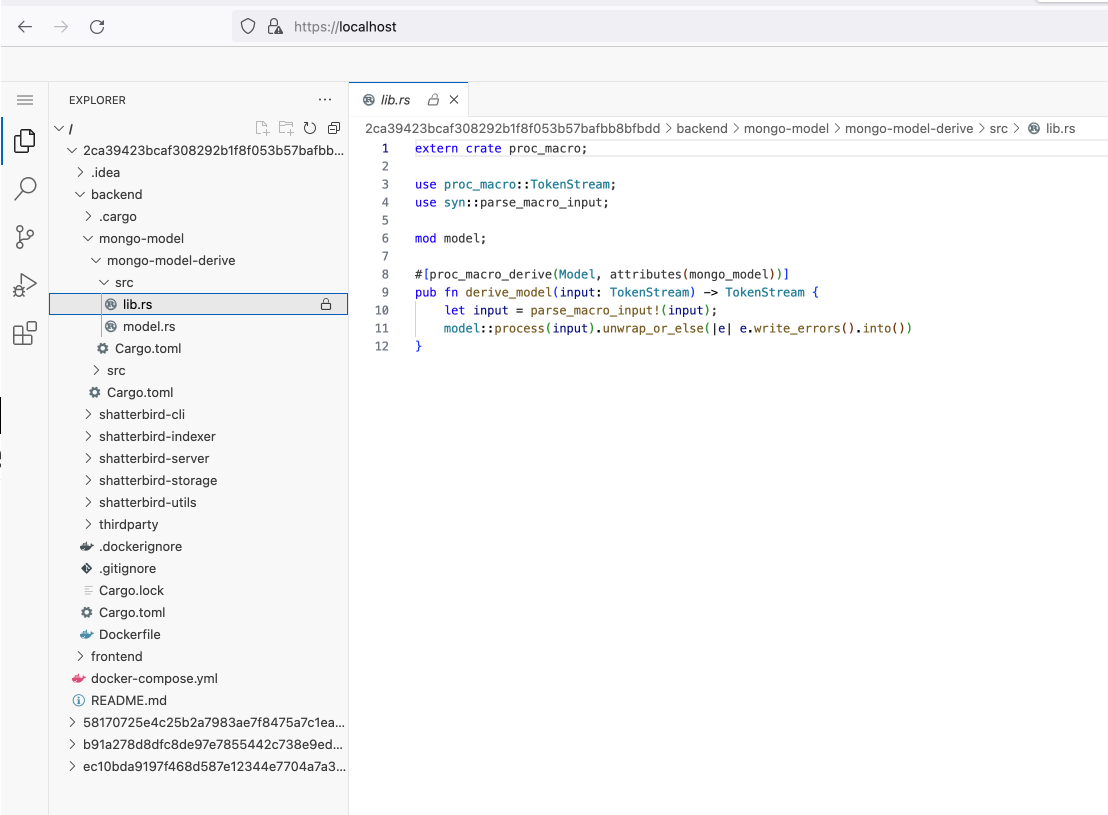 https://localhost
EXPLORER
/
2ca39423bcaf308292b1f8f053b57bafbb...
.idea
backend
.cargo
mongo-model
mongo-model-derive
src
lib.rs
model.rs
Cargo.toml
src
Cargo.toml
shatterbird-cli
shatterbird-indexer
shatterbird-server
shatterbird-storage
shatterbird-utils
thirdparty
.dockerignore
.gitignore
Cargo.lock
Cargo.toml
Dockerfile
frontend
docker-compose.yml
README.md
58170725e4c25b2a7983ae7f8475a7c1ea...
b91a278d8dfc8de97e7855442c738e9ed...
ec10bda9197f468d587e12344e7704a7a3...
lib.rs
2ca39423bcaf308292b1f8f053b57bafbb8bfbdd > backend > mongo-model > mongo-model-derive > src > lib.rs
1 extern crate proc_macro;
2
3 use proc_macro::TokenStream;
4 use syn::parse_macro_input;
5
6 mod model;
7
8 #[proc_macro_derive(Model, attributes(mongo_model))]
9 pub fn derive_model(input: TokenStream) -> TokenStream {
10 let input = parse_macro_input!(input);
11 model::process(input).unwrap_or_else(|e| e.write_errors().into())
12 }